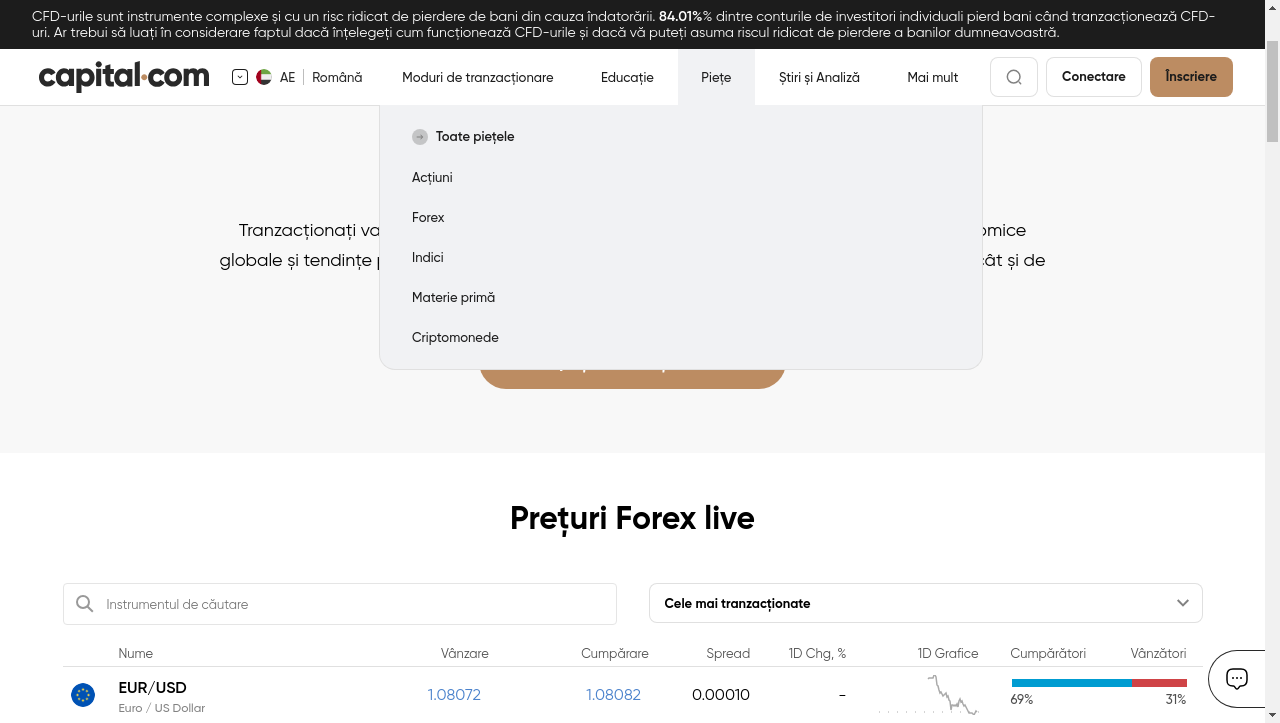 CFD-urile sunt instrumente complexe și cu un risc ridicat de pierdere de bani din cauza îndatorării. 84.01%% dintre conturile de investitori individuali pierd bani când tranzacționează CFD-
uri. Ar trebui să luați în considerare faptul dacă înțelegeți cum funcționează CFD-urile și dacă vă puteți asuma riscul ridicat de pierdere a banilor dumneavoastră.
capital.com AE Română Moduri de tranzacționare Educație Piețe Știri și Analiză Mai mult Conectare Înscriere
Toate piețele
Acțiuni
Forex
Indici
Materie primă
Criptomonede
Tranzacționați
globale și tendințe cât și de
Prețuri Forex live
Instrumentul de căutare Cele mai tranzacționate
Nume Vânzare Cumpărare Spread 1D Chg, % 1D Grafice Cumpărători Vânzători
EUR/USD 1.08072 1.08082 0.00010 -
Euro / US Dollar 69% 31%